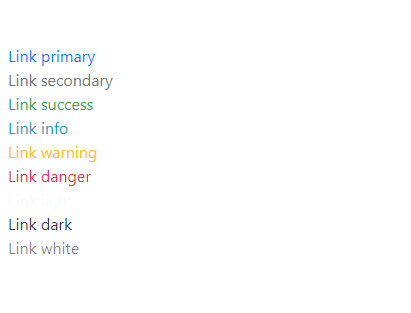 Link primary
Link secondary
Link success
Link info
Link warning
Link danger
Link light
Link dark
Link white